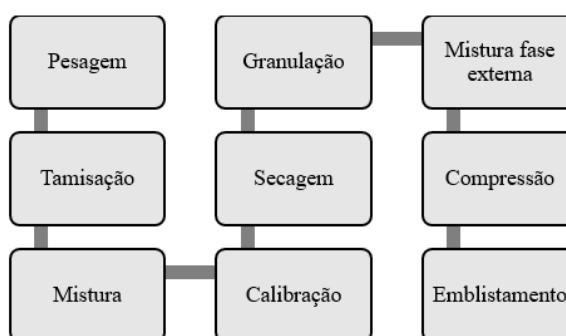 Pesagem
Tamisação
Mistura
Calibração
Secagem
Granulação
Mistura fase
externa
Compressão
Emblistamento